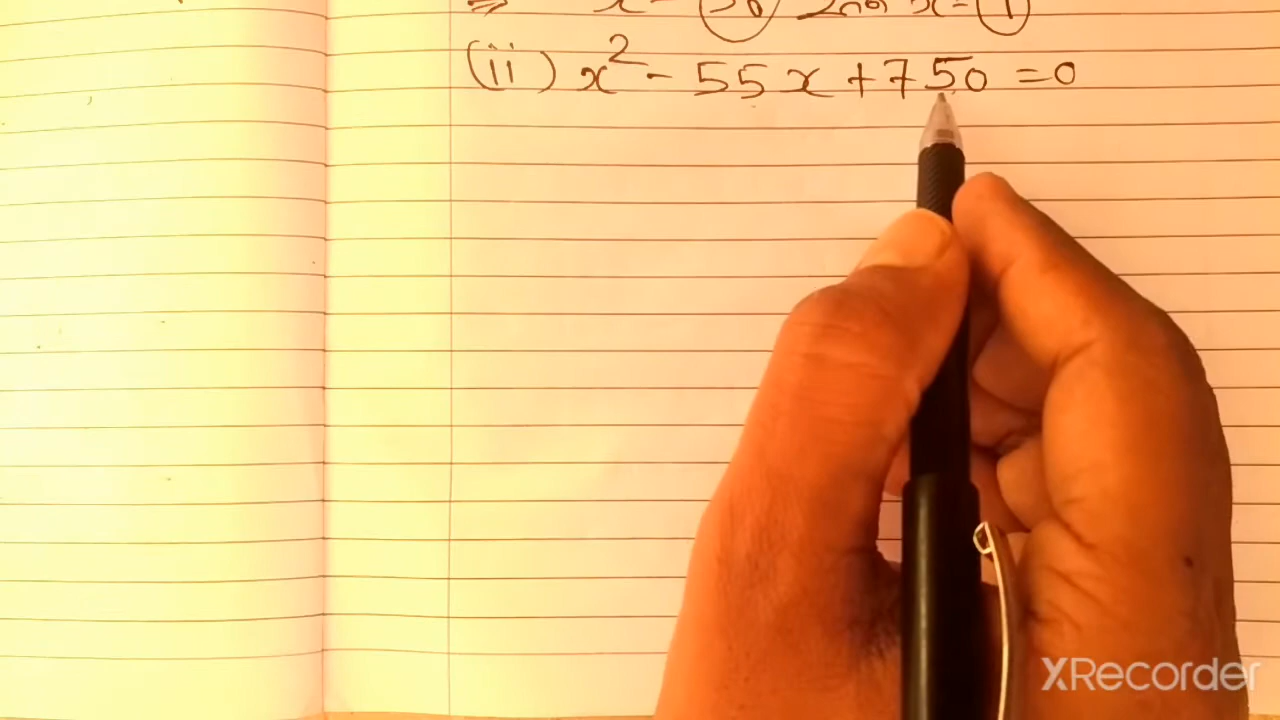 (ii) x² - 55x + 750 = 0
XRecorder